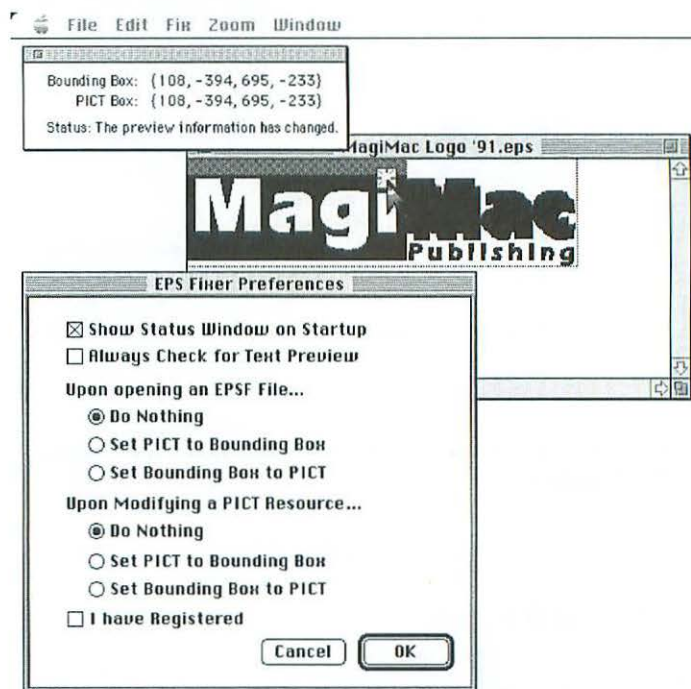 File Edit Fix Zoom Window
Bounding Box: {108, -394, 695, -233}
PICT Box: {108, -394, 695, -233}
Status: The preview information has changed.
MagiMac Logo '91.eps
MagiMac
Publishing
EPS Fixer Preferences
Show Status Window on Startup
Always Check for Text Preview
Upon opening an EPSF File...
Do Nothing
Set PICT to Bounding Box
Set Bounding Box to PICT
Upon Modifying a PICT Resource...
Do Nothing
Set PICT to Bounding Box
Set Bounding Box to PICT
I have Registered
Cancel OK